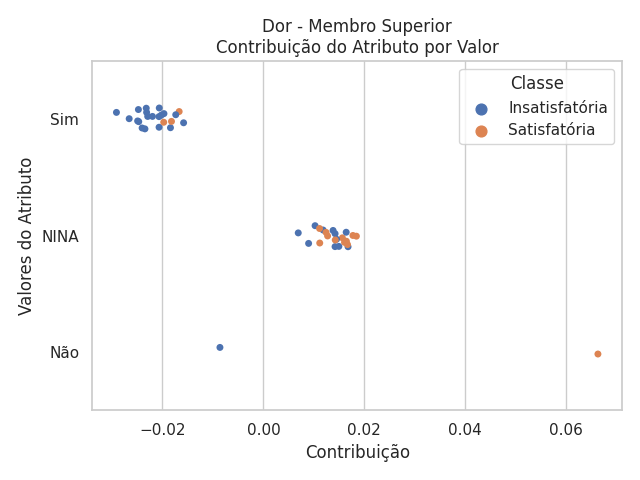 Dor - Membro Superior
Contribuição do Atributo por Valor
Classe
Insatisfatória
Satisfatória
Valores do Atributo
Sim
NINA
Não
−0.02
0.00
0.02
0.04
0.06
Contribuição